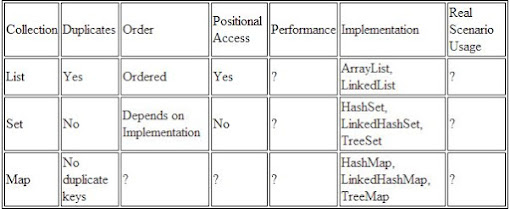 Collection Duplicates Order Positional Access Performance Implementation Real Scenario Usage
List Yes Ordered Yes ? ArrayList, LinkedList ?
Set No Depends on Implementation No ? HashSet, LinkedHashSet, TreeSet ?
Map No duplicate keys ? ? ? HashMap, LinkedHashMap, TreeMap ?